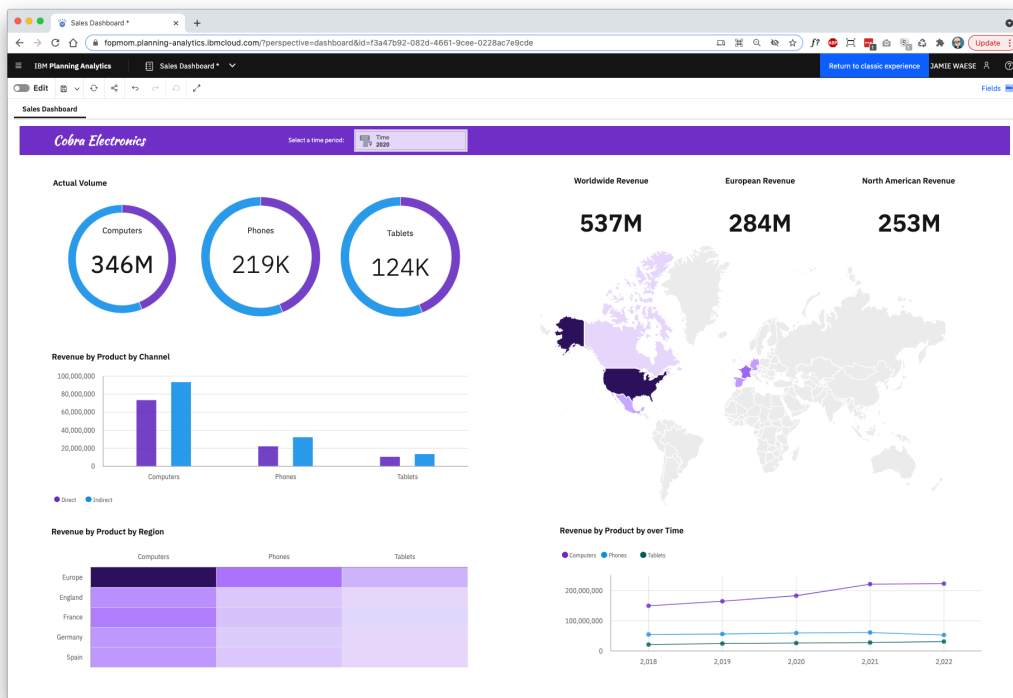 Sales Dashboard *
fopmom.planning-analytics.ibmcloud.com/?perspective=dashboard&id=f3a47b92-082d-4661-9cee-0228ac7e9cde
Update
IBM Planning Analytics
Sales Dashboard *
Return to classic experience
JAMIE WAESE
Edit
Fields
Sales Dashboard
Cobra Electronics
Select a time period:
Time
2020
Actual Volume
Computers
346M
Phones
219K
Tablets
124K
Worldwide Revenue
537M
European Revenue
284M
North American Revenue
253M
Revenue by Product by Channel
100,000,000
80,000,000
60,000,000
40,000,000
20,000,000
0
Computers
Phones
Tablets
Direct
Indirect
Revenue by Product by Region
Computers
Phones
Tablets
Europe
England
France
Germany
Spain
Revenue by Product by over Time
Computers
Phones
Tablets
200,000,000
100,000,000
0
2,018
2,019
2,020
2,021
2,022